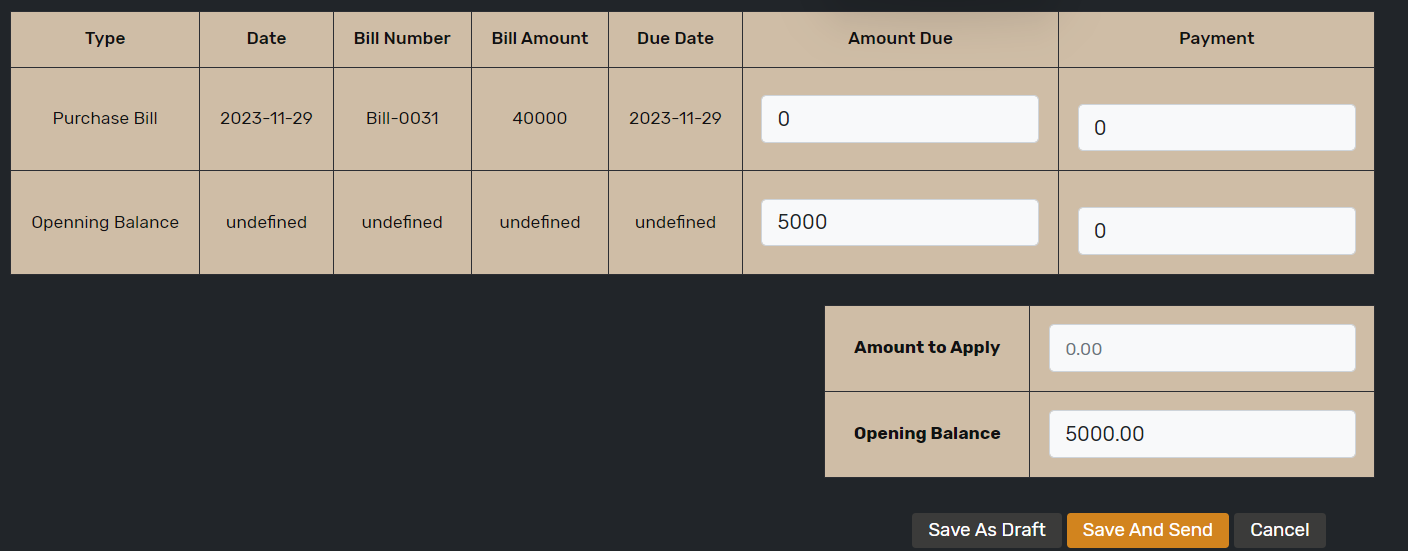 Type Date Bill Number Bill Amount Due Date Amount Due Payment
Purchase Bill 2023-11-29 Bill-0031 40000 2023-11-29 0 0
Openning Balance undefined undefined undefined undefined 5000 0
Amount to Apply 0.00
Opening Balance 5000.00
Save As Draft Save And Send Cancel